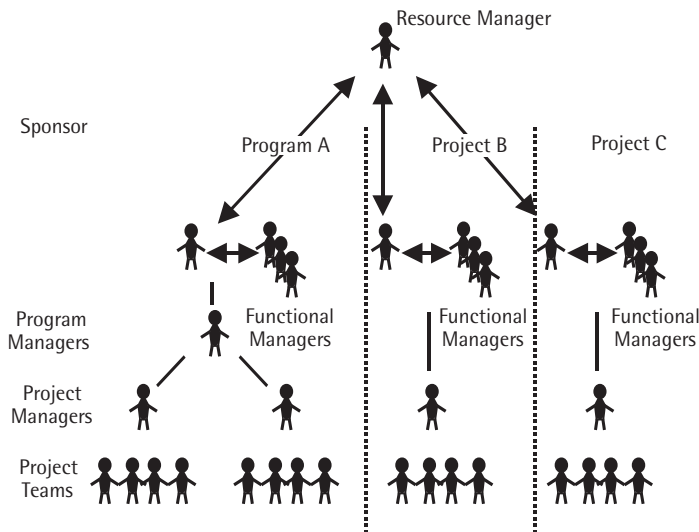 Resource Manager
Sponsor
Program A
Project B
Project C
Program
Managers
Functional
Managers
Functional
Managers
Functional
Managers
Project
Managers
Project
Teams